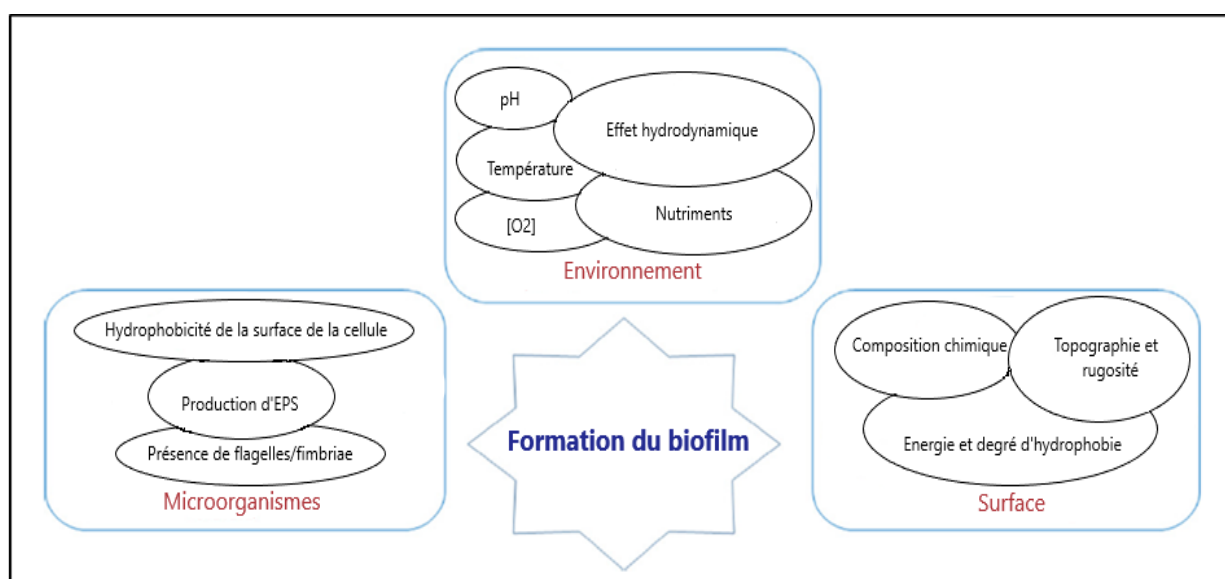 pH
Effet hydrodynamique
Température
Nutriments
[O2]
Environnement
Hydrophobicité de la surface de la cellule
Production d'EPS
Présence de flagelles/fimbriae
Microorganismes
Formation du biofilm
Composition chimique
Topographie et
rugosité
Energie et degré d'hydrophobie
Surface